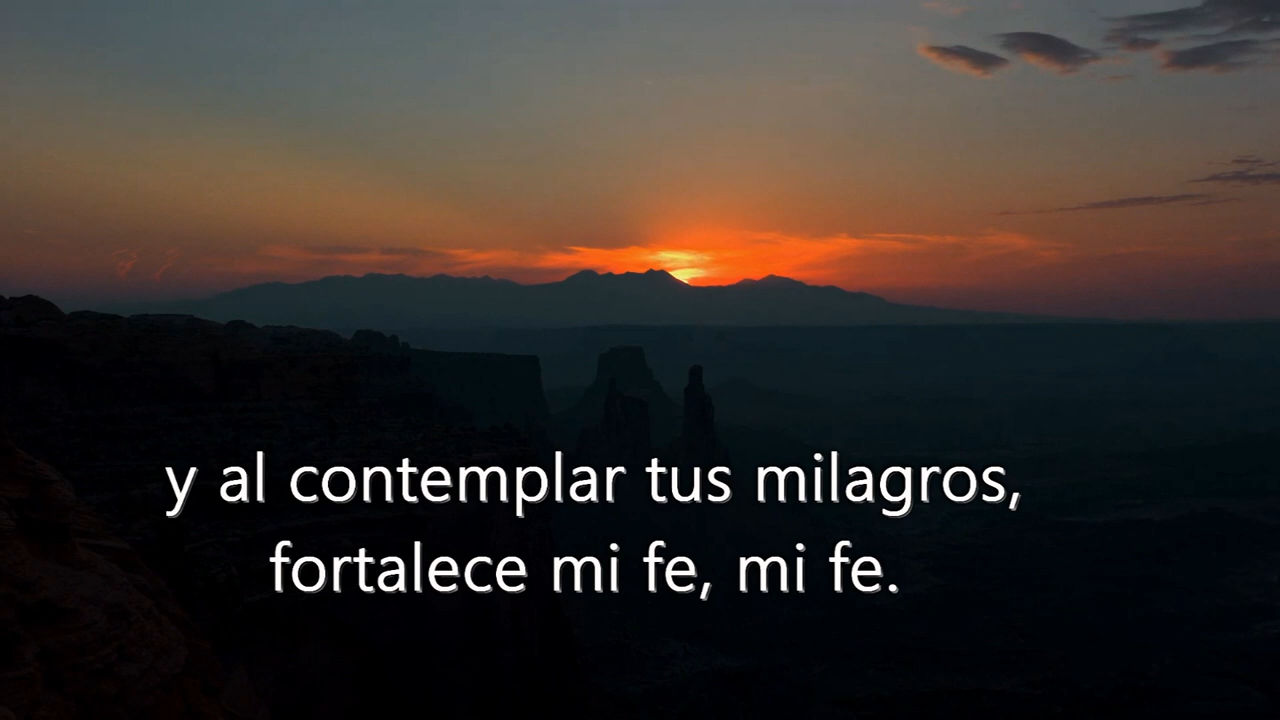 y al contemplar tus milagros,
fortalece mi fe, mi fe.